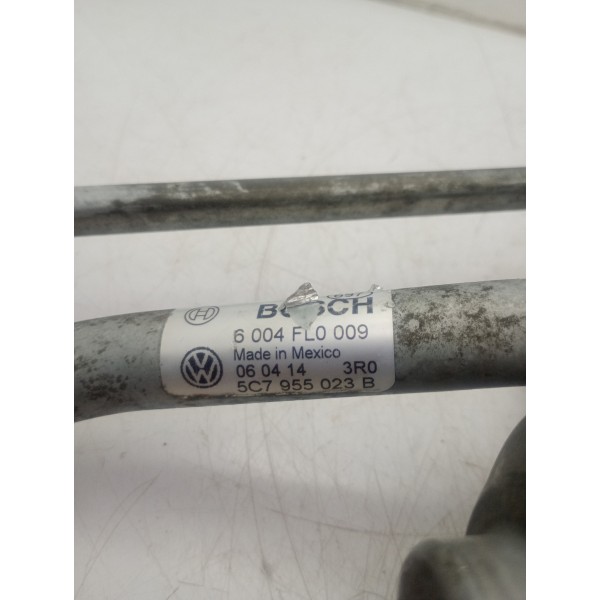 BOSCH
6 004 FL0 009
Made in Mexico
06 04 14 3R0
5C7 955 023 B